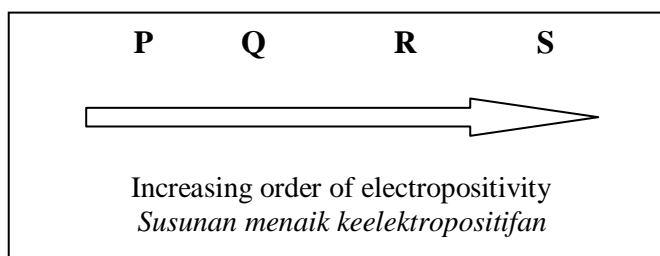 P Q R S
Increasing order of electropositivity
Susunan menaik keelektropositifan